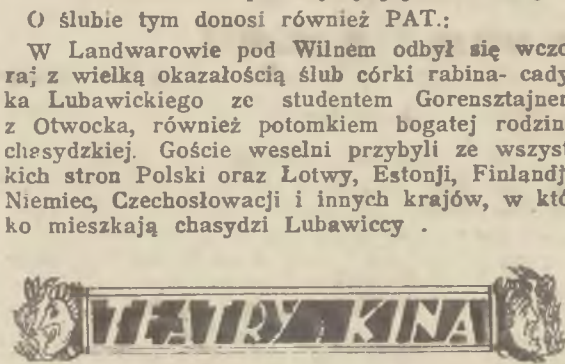 O ślubie tym donosi również PAT.:
W Landwarowie pod Wilnem odbył się wczo
raj z wielką okazałością ślub córki rabina- cady
ka Lubawickiego ze studentem Gorensztajner
z Otwocka, również potomkiem bogatej rodzin
chasydzkiej. Goście weselni przybyli ze wszyst
kich stron Polski oraz Łotwy, Estonji, Finlandj
Niemiec, Czechosłowacji i innych krajów, w któ
ko mieszkają chasydzi Lubawiccy .
TEATRY I KINA